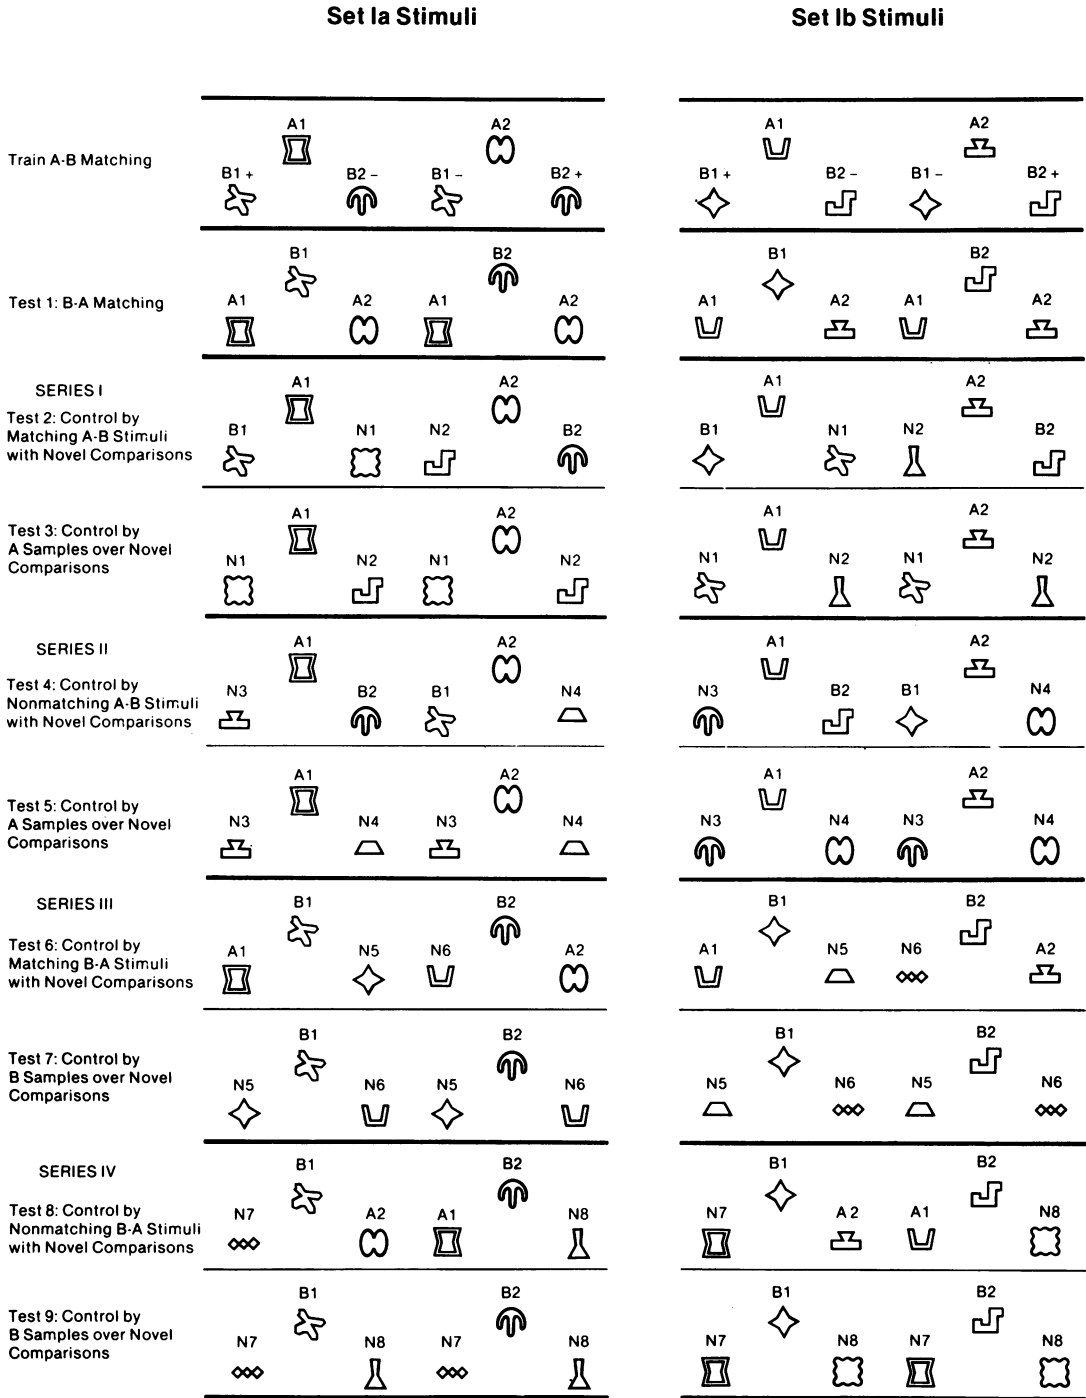 Set Ia Stimuli Set Ib Stimuli
A1 A2 A1 A2
Train A-B Matching
B1 + B2 – B1 – B2 + B1 + B2 – B1 – B2 +
B1 B2 B1 B2
Test 1: B-A Matching A1 A2 A1 A2 A1 A2 A1 A2
SERIES I A1 A2 A1 A2
Test 2: Control by
Matching A-B Stimuli B1 N1 N2 B2 B1 N1 N2 B2
with Novel Comparisons
A1 A2 A1 A2
Test 3: Control by
A Samples over Novel
Comparisons N1 N2 N1 N2 N1 N2 N1 N2
SERIES II A1 A2 A1 A2
Test 4: Control by
Nonmatching A-B Stimuli N3 B2 B1 N4 N3 B2 B1 N4
with Novel Comparisons
A1 A2 A1 A2
Test 5: Control by
A Samples over Novel N3 N4 N3 N4 N3 N4 N3 N4
Comparisons
SERIES III B1 B2 B1 B2
Test 6: Control by
Matching B-A Stimuli A1 N5 N6 A2 A1 N5 N6 A2
with Novel Comparisons
B1 B2 B1 B2
Test 7: Control by
B Samples over Novel
Comparisons N5 N6 N5 N6 N5 N6 N5 N6
SERIES IV B1 B2 B1 B2
Test 8: Control by
Nonmatching B-A Stimuli N7 A2 A1 N8 N7 A2 A1 N8
with Novel Comparisons
B1 B2 B1 B2
Test 9: Control by
B Samples over Novel
Comparisons N7 N8 N7 N8 N7 N8 N7 N8